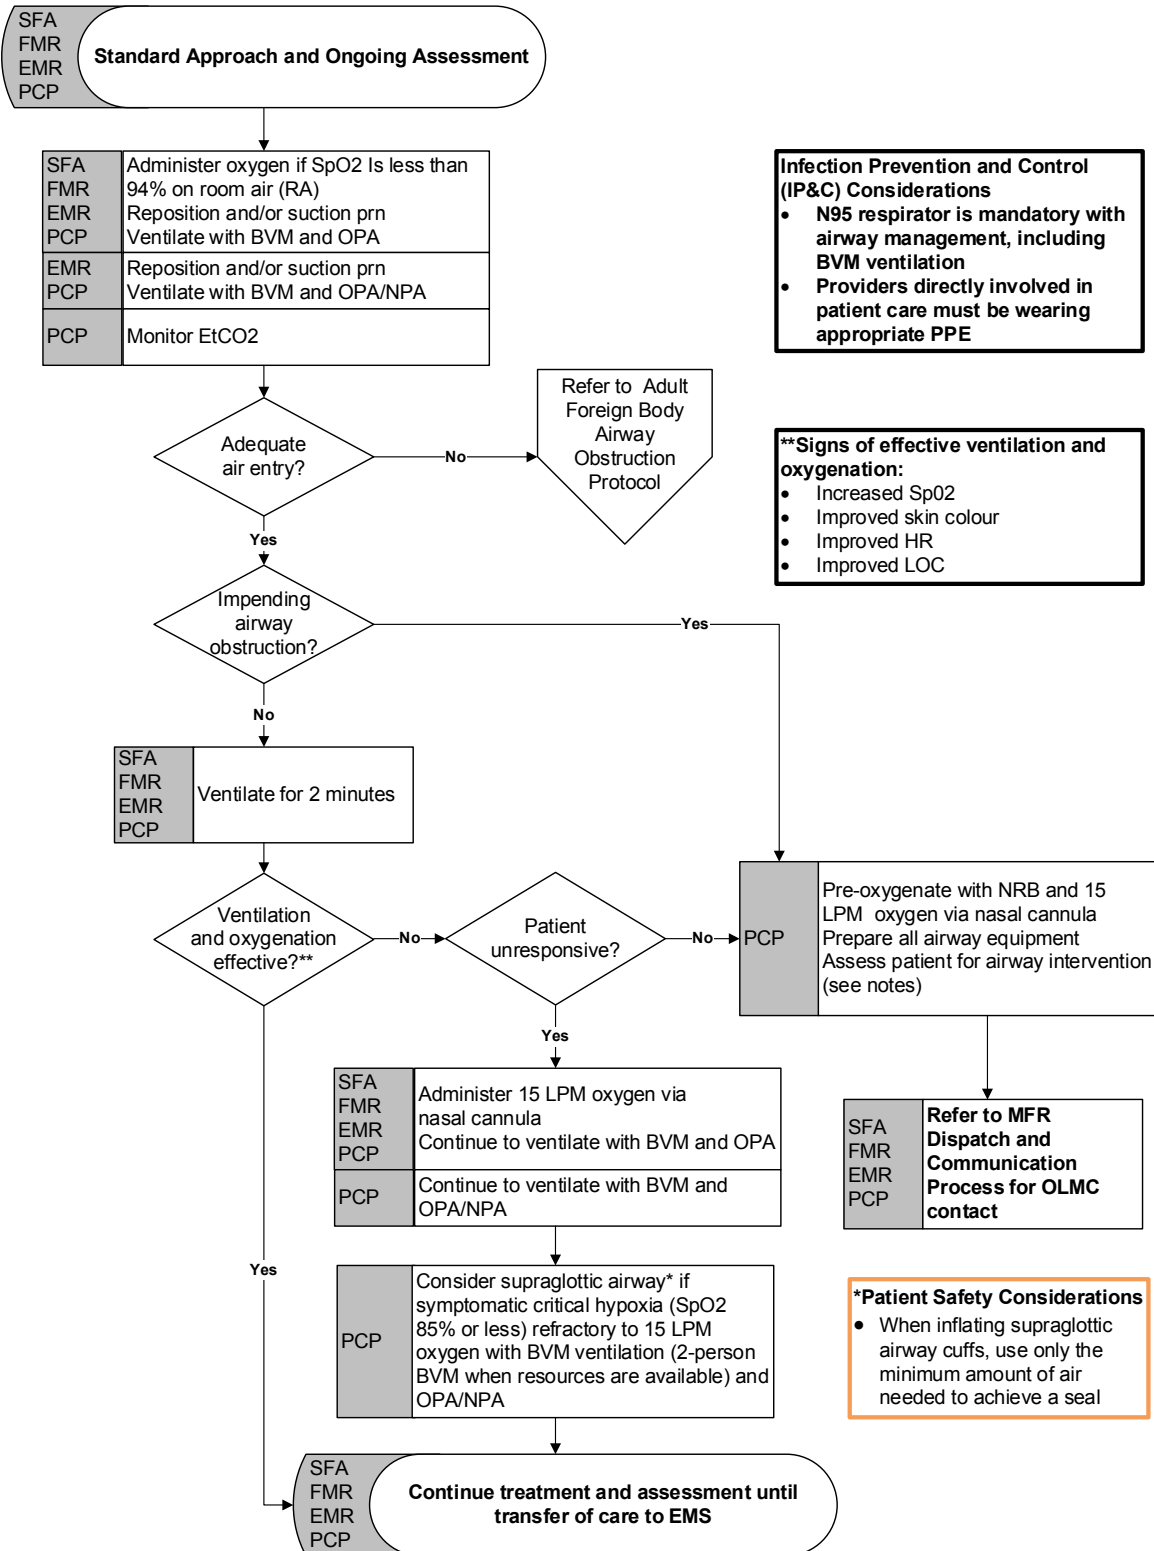 SFA
FMR
EMR
PCP
Standard Approach and Ongoing Assessment
SFA
FMR
EMR
PCP
Administer oxygen if SpO2 Is less than
94% on room air (RA)
Reposition and/or suction prn
Ventilate with BVM and OPA
EMR
PCP
Reposition and/or suction prn
Ventilate with BVM and OPA/NPA
PCP
Monitor EtCO2
Infection Prevention and Control
(IP&C) Considerations
• N95 respirator is mandatory with
airway management, including
BVM ventilation
• Providers directly involved in
patient care must be wearing
appropriate PPE
Adequate
air entry?
No
Refer to Adult
Foreign Body
Airway
Obstruction
Protocol
**Signs of effective ventilation and
oxygenation:
• Increased Sp02
• Improved skin colour
• Improved HR
• Improved LOC
Yes
Impending
airway
obstruction?
Yes
No
SFA
FMR
EMR
PCP
Ventilate for 2 minutes
Ventilation
and oxygenation
effective?**
No
Patient
unresponsive?
No
PCP
Pre-oxygenate with NRB and 15
LPM oxygen via nasal cannula
Prepare all airway equipment
Assess patient for airway intervention
(see notes)
Yes
SFA
FMR
EMR
PCP
Administer 15 LPM oxygen via
nasal cannula
Continue to ventilate with BVM and OPA
PCP
Continue to ventilate with BVM and
OPA/NPA
SFA
FMR
EMR
PCP
Refer to MFR
Dispatch and
Communication
Process for OLMC
contact
Yes
PCP
Consider supraglottic airway* if
symptomatic critical hypoxia (SpO2
85% or less) refractory to 15 LPM
oxygen with BVM ventilation (2-person
BVM when resources are available) and
OPA/NPA
*Patient Safety Considerations
• When inflating supraglottic
airway cuffs, use only the
minimum amount of air
needed to achieve a seal
SFA
FMR
EMR
PCP
Continue treatment and assessment until
transfer of care to EMS